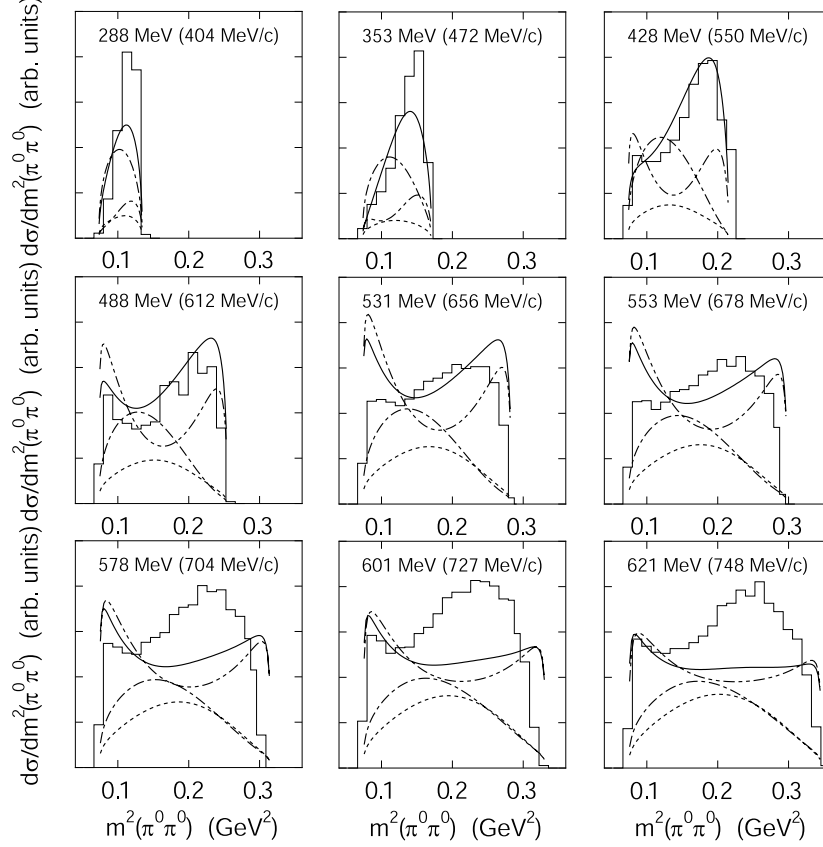 288 MeV (404 MeV/c)
353 MeV (472 MeV/c)
428 MeV (550 MeV/c)
dσ/dm²(π⁰π⁰) (arb. units)
0.1 0.2 0.3
0.1 0.2 0.3
0.1 0.2 0.3
488 MeV (612 MeV/c)
531 MeV (656 MeV/c)
553 MeV (678 MeV/c)
dσ/dm²(π⁰π⁰) (arb. units)
0.1 0.2 0.3
0.1 0.2 0.3
0.1 0.2 0.3
578 MeV (704 MeV/c)
601 MeV (727 MeV/c)
621 MeV (748 MeV/c)
dσ/dm²(π⁰π⁰) (arb. units)
0.1 0.2 0.3
0.1 0.2 0.3
0.1 0.2 0.3
m²(π⁰π⁰) (GeV²)
m²(π⁰π⁰) (GeV²)
m²(π⁰π⁰) (GeV²)